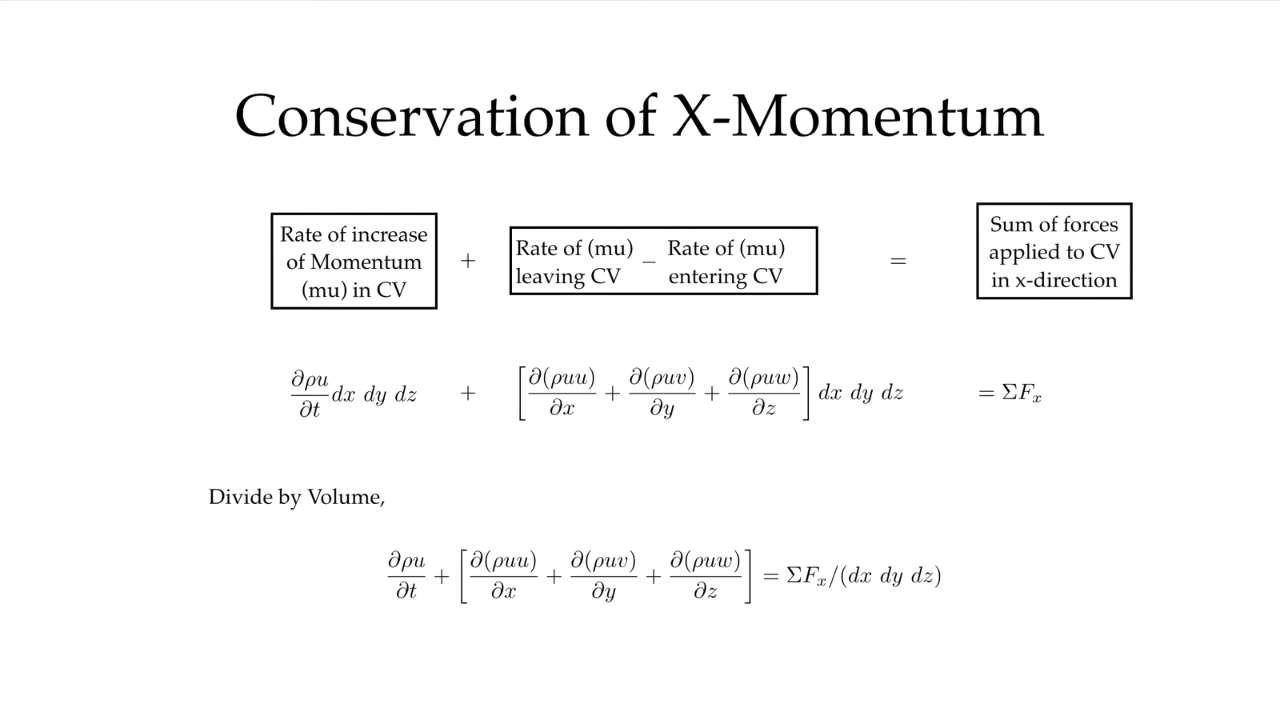 Conservation of X-Momentum
Rate of increase
of Momentum
(mu) in CV
+
Rate of (mu) − Rate of (mu)
leaving CV entering CV
=
Sum of forces
applied to CV
in x-direction
∂ρu/∂t dx dy dz + [∂(ρuu)/∂x + ∂(ρuv)/∂y + ∂(ρuw)/∂z] dx dy dz = ΣFₓ
Divide by Volume,
∂ρu/∂t + [∂(ρuu)/∂x + ∂(ρuv)/∂y + ∂(ρuw)/∂z] = ΣFₓ/(dx dy dz)